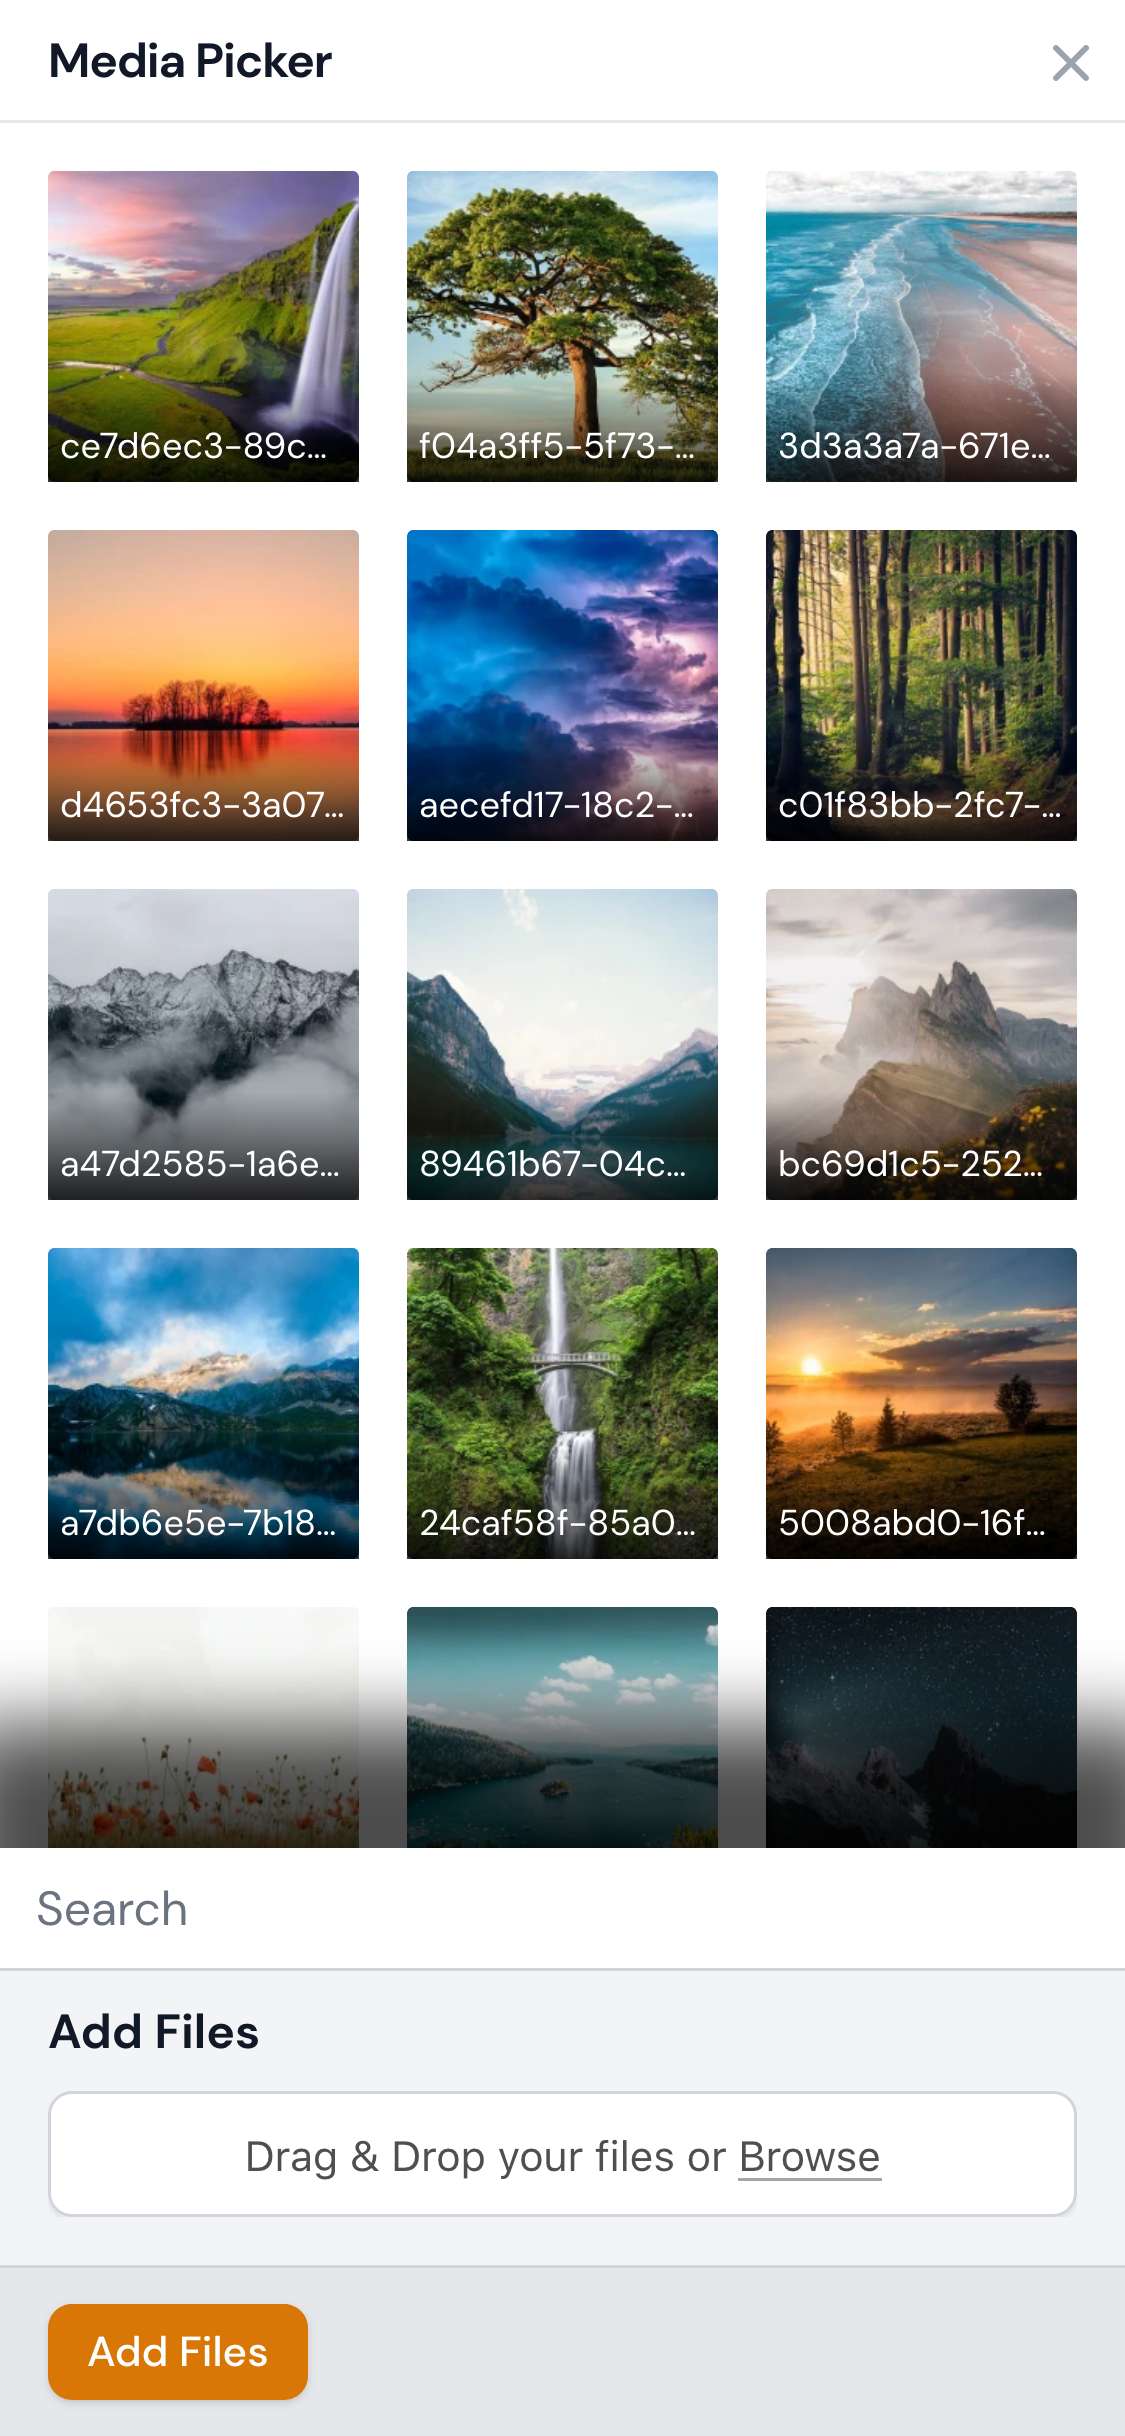 Media Picker
ce7d6ec3-89c...
f04a3ff5-5f73-...
3d3a3a7a-671e...
d4653fc3-3a07...
aecefd17-18c2-...
c01f83bb-2fc7-...
a47d2585-1a6e...
89461b67-04c...
bc69d1c5-252...
a7db6e5e-7b18...
24caf58f-85a0...
5008abd0-16f...
Search
Add Files
Drag & Drop your files or Browse
Add Files